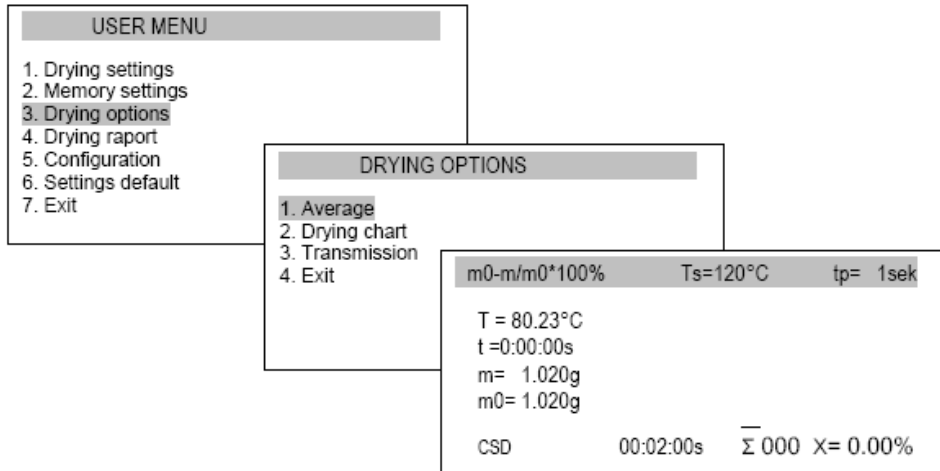 USER MENU
1. Drying settings
2. Memory settings
3. Drying options
4. Drying raport
5. Configuration
6. Settings default
7. Exit
DRYING OPTIONS
1. Average
2. Drying chart
3. Transmission
4. Exit
m0-m/m0*100% Ts=120°C tp= 1sek
T = 80.23°C
t =0:00:00s
m= 1.020g
m0= 1.020g
CSD 00:02:00s Σ 000 X= 0.00%